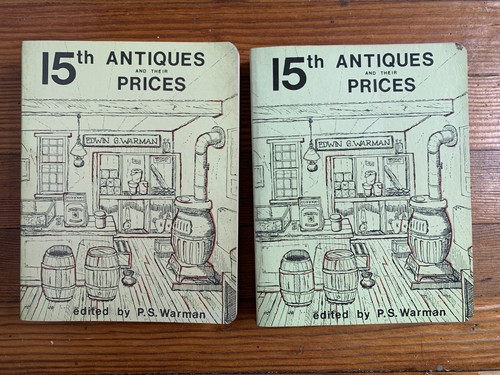 15th ANTIQUES
AND THEIR
PRICES
EDWIN G. WARMAN
edited by P.S. Warman
15th ANTIQUES
AND THEIR
PRICES
EDWIN G. WARMAN
edited by P.S. Warman